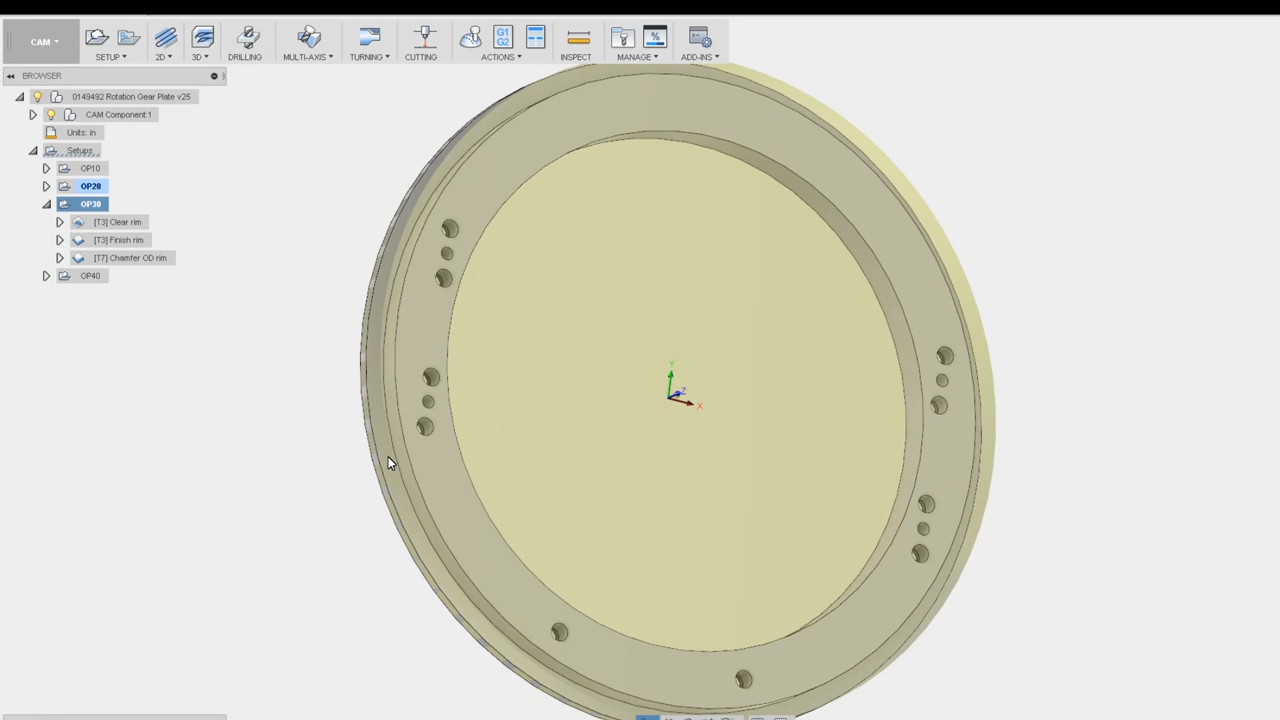 CAM
SETUP
2D
3D
DRILLING
MULTI-AXIS
TURNING
CUTTING
G1
G2
ACTIONS
INSPECT
%
MANAGE
ADD-INS
BROWSER
0149492 Rotation Gear Plate v25
CAM Component:1
Units: in
Setups
OP10
OP20
OP30
[T3] Clear rim
[T3] Finish rim
[T7] Chamfer OD rim
OP40
Y
Z
X